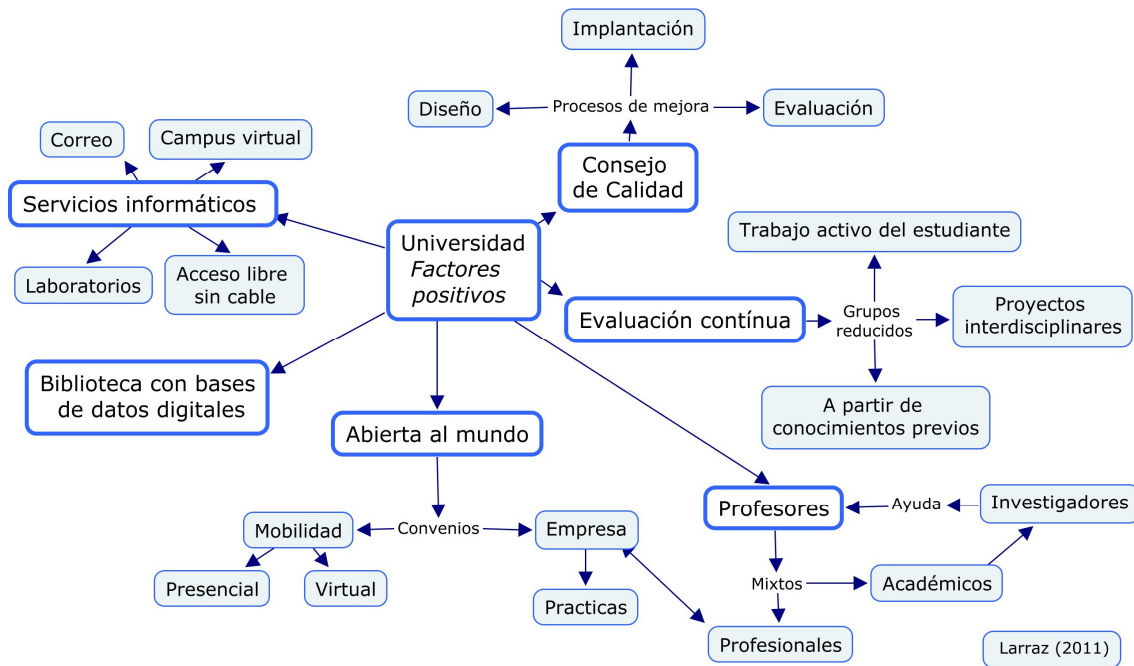 Implantación
Diseño
Procesos de mejora
Evaluación
Correo
Campus virtual
Consejo
de Calidad
Servicios informáticos
Universidad
Factores
positivos
Trabajo activo del estudiante
Laboratorios
Acceso libre
sin cable
Evaluación contínua
Grupos
reducidos
Proyectos
interdisciplinares
Biblioteca con bases
de datos digitales
A partir de
conocimientos previos
Abierta al mundo
Profesores
Ayuda
Investigadores
Mobilidad
Convenios
Empresa
Presencial
Virtual
Practicas
Mixtos
Académicos
Profesionales
Larraz (2011)